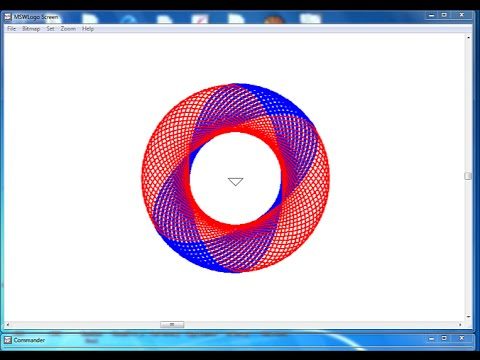 MSWLogo Screen
File Bitmap Set Zoom Help
Commander